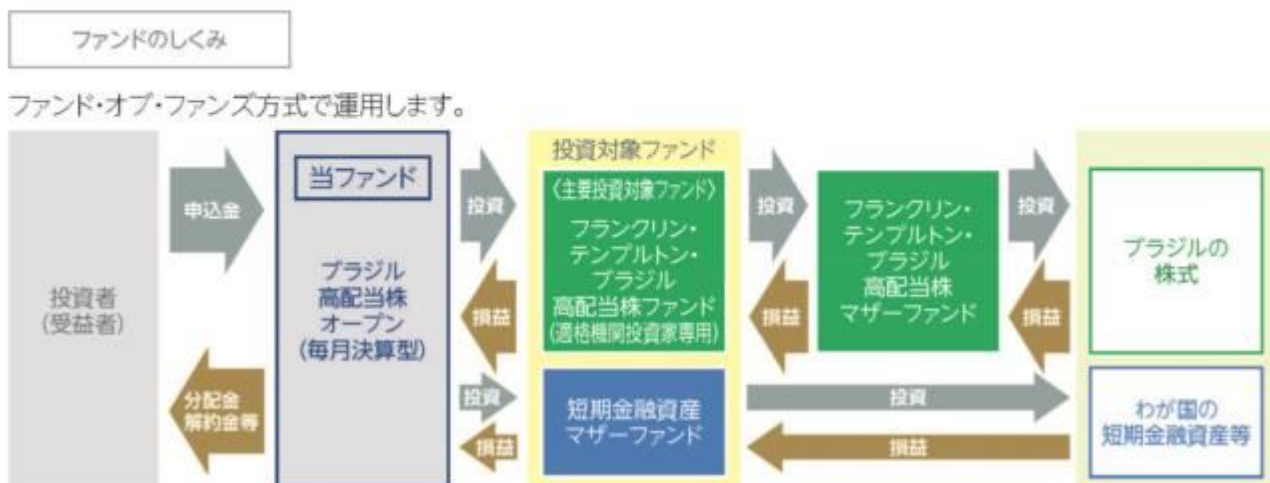 ファンドのしくみ
ファンド・オブ・ファンズ方式で運用します。
投資者
(受益者)
申込金
分配金
解約金等
当ファンド
ブラジル
高配当株
オープン
(毎月決算型)
投資
損益
投資
損益
投資対象ファンド
〈主要投資対象ファンド〉
フランクリン・
テンプルトン・
ブラジル
高配当株ファンド
(適格機関投資家専用)
短期金融資産
マザーファンド
投資
損益
フランクリン・
テンプルトン・
ブラジル
高配当株
マザーファンド
投資
損益
投資
損益
ブラジルの
株式
わが国の
短期金融資産等